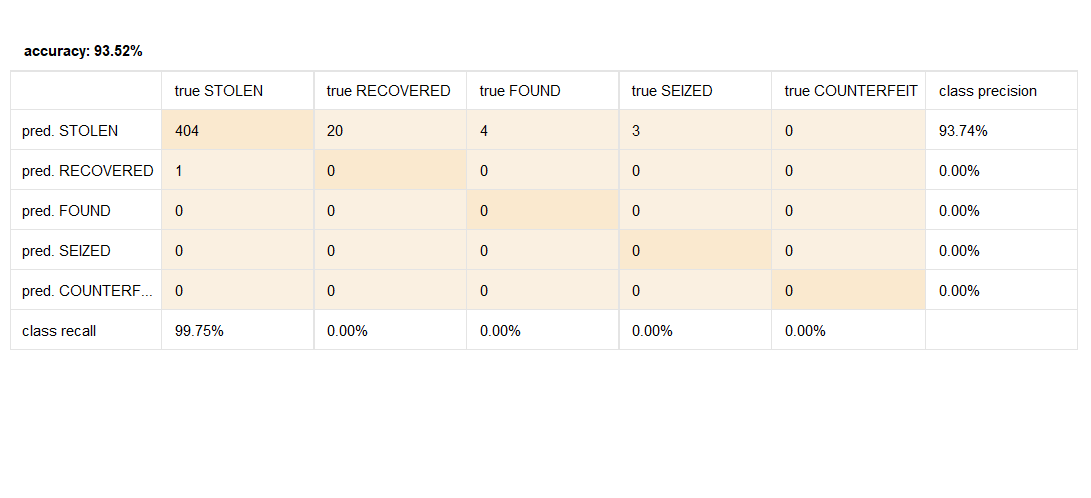 accuracy: 93.52%
true STOLEN true RECOVERED true FOUND true SEIZED true COUNTERFEIT class precision
pred. STOLEN 404 20 4 3 0 93.74%
pred. RECOVERED 1 0 0 0 0 0.00%
pred. FOUND 0 0 0 0 0 0.00%
pred. SEIZED 0 0 0 0 0 0.00%
pred. COUNTERF... 0 0 0 0 0 0.00%
class recall 99.75% 0.00% 0.00% 0.00% 0.00%